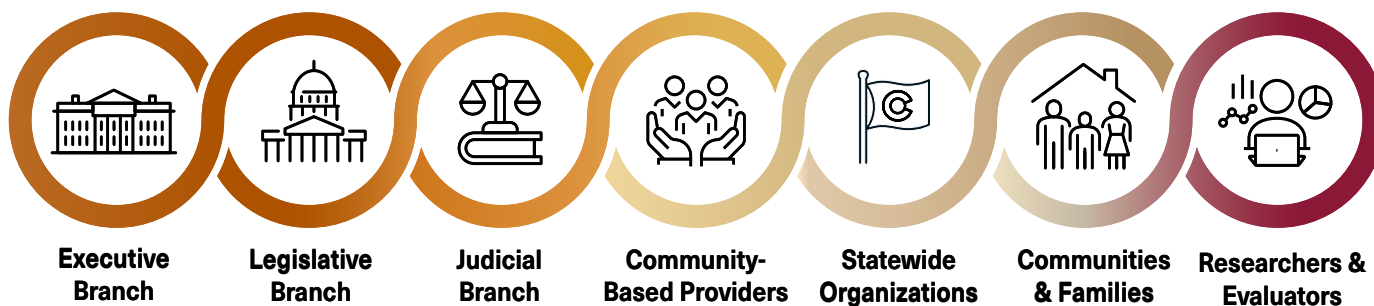 Executive
Branch
Legislative
Branch
Judicial
Branch
Community-
Based Providers
Statewide
Organizations
Communities
& Families
Researchers &
Evaluators